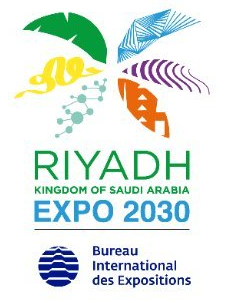 RIYADH
KINGDOM OF SAUDI ARABIA
EXPO 2030
Bureau
International
des Expositions